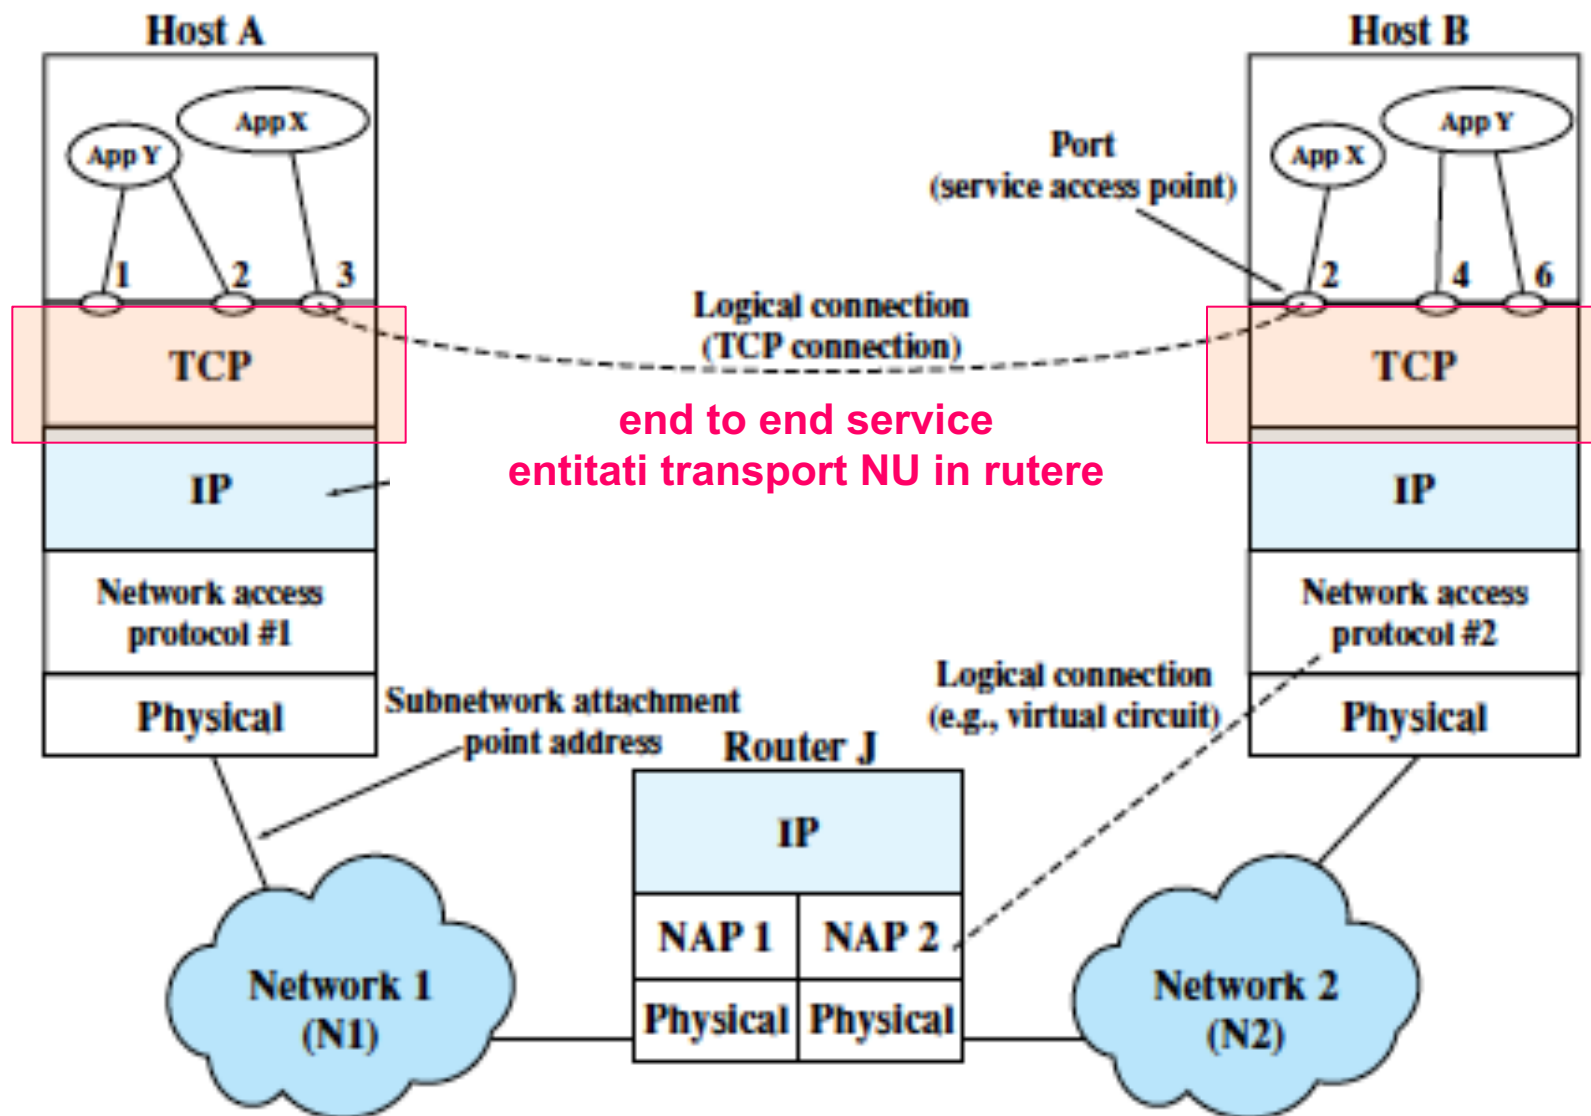 Host A
App Y
App X
1
2
3
TCP
IP
Network access
protocol #1
Physical
Host B
App X
App Y
2
4
6
TCP
IP
Network access
protocol #2
Physical
Port
(service access point)
Logical connection
(TCP connection)
end to end service
entitati transport NU in rutere
Subnetwork attachment
point address
Logical connection
(e.g., virtual circuit)
Router J
IP
NAP 1
NAP 2
Physical
Physical
Network 1
(N1)
Network 2
(N2)